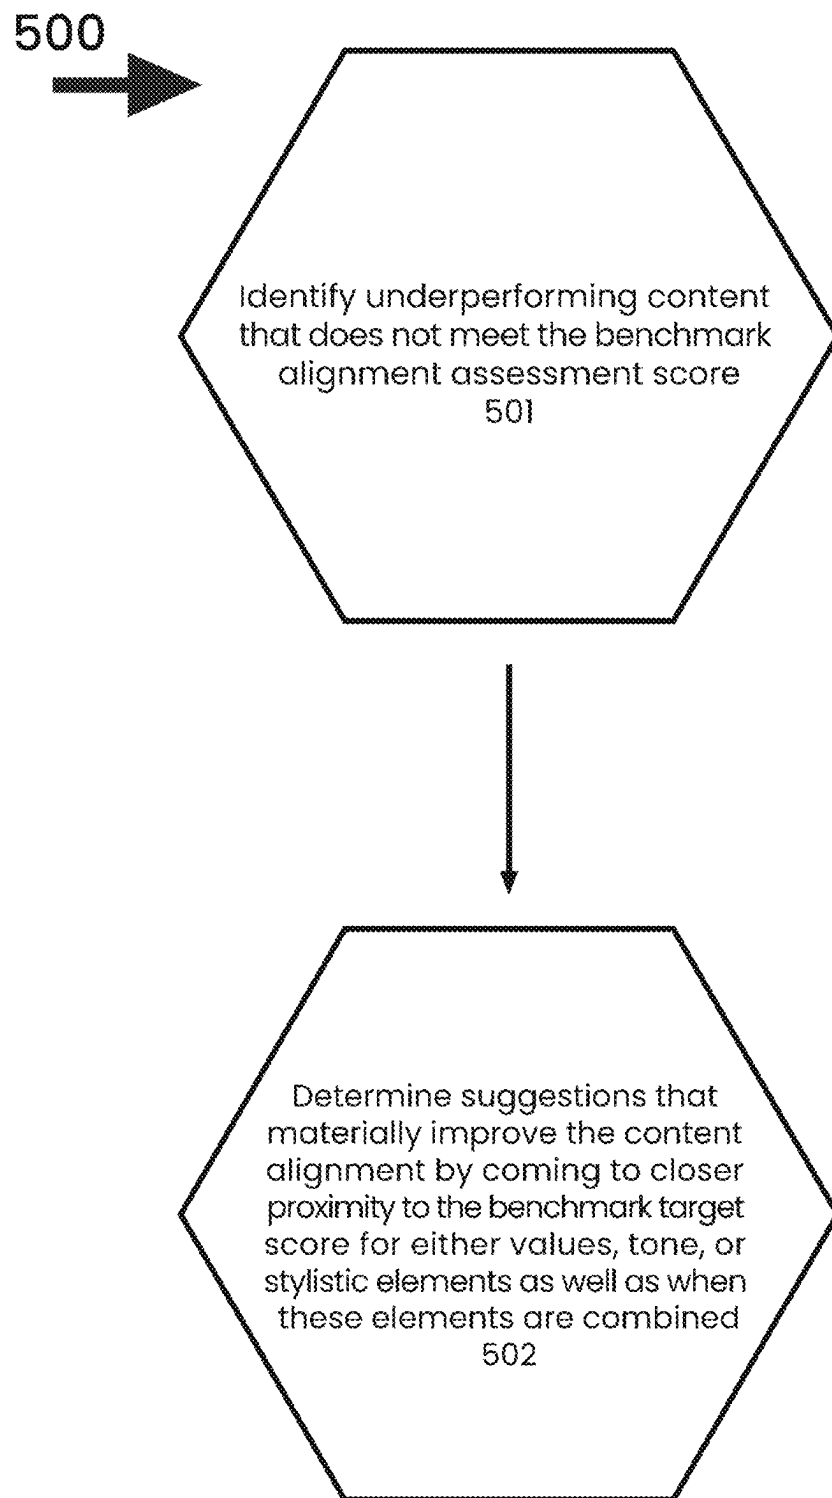 500
Identify underperforming content
that does not meet the benchmark
alignment assessment score
501
Determine suggestions that
materially improve the content
alignment by coming to closer
proximity to the benchmark target
score for either values, tone, or
stylistic elements as well as when
these elements are combined
502